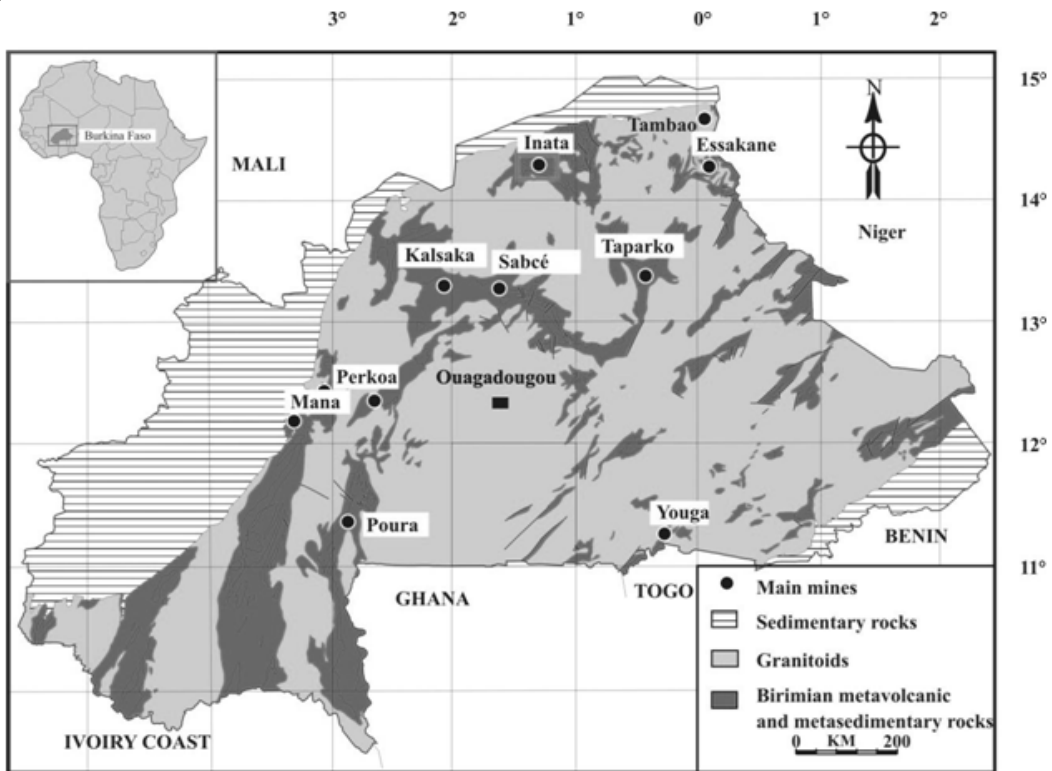 3° 2° 1° 0° 1° 2°
Burkina Faso
MALI
N
Niger
15°
14°
13°
12°
11°
Tambao
Inata
Essakane
Kalsaka
Sabcé
Taparko
Perkoa
Ouagadougou
Mana
Poura
Youga
BENIN
GHANA
TOGO
IVOIRY COAST
Main mines
Sedimentary rocks
Granitoids
Birimian metavolcanic
and metasedimentary rocks
0 KM 200